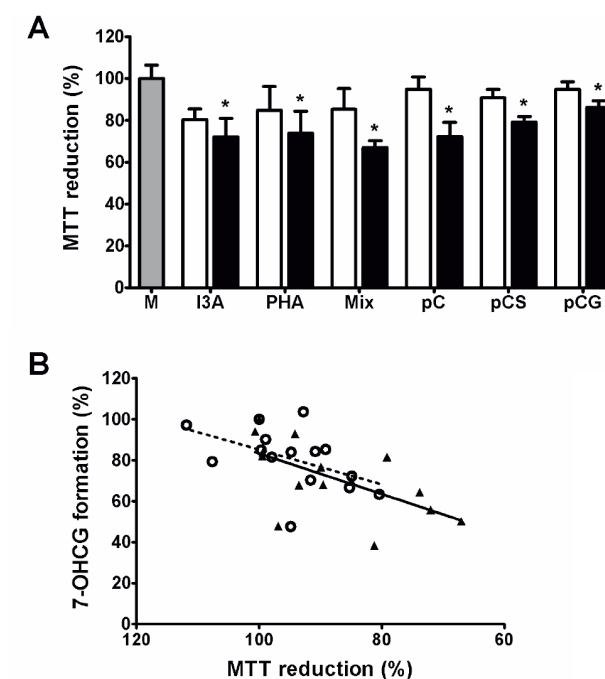 A
MTT reduction (%)
120
100
80
60
40
20
0
* * * * * *
M I3A PHA Mix pC pCS pCG
B
7-OHCG formation (%)
120
100
80
60
40
20
0
120 100 80 60
MTT reduction (%)